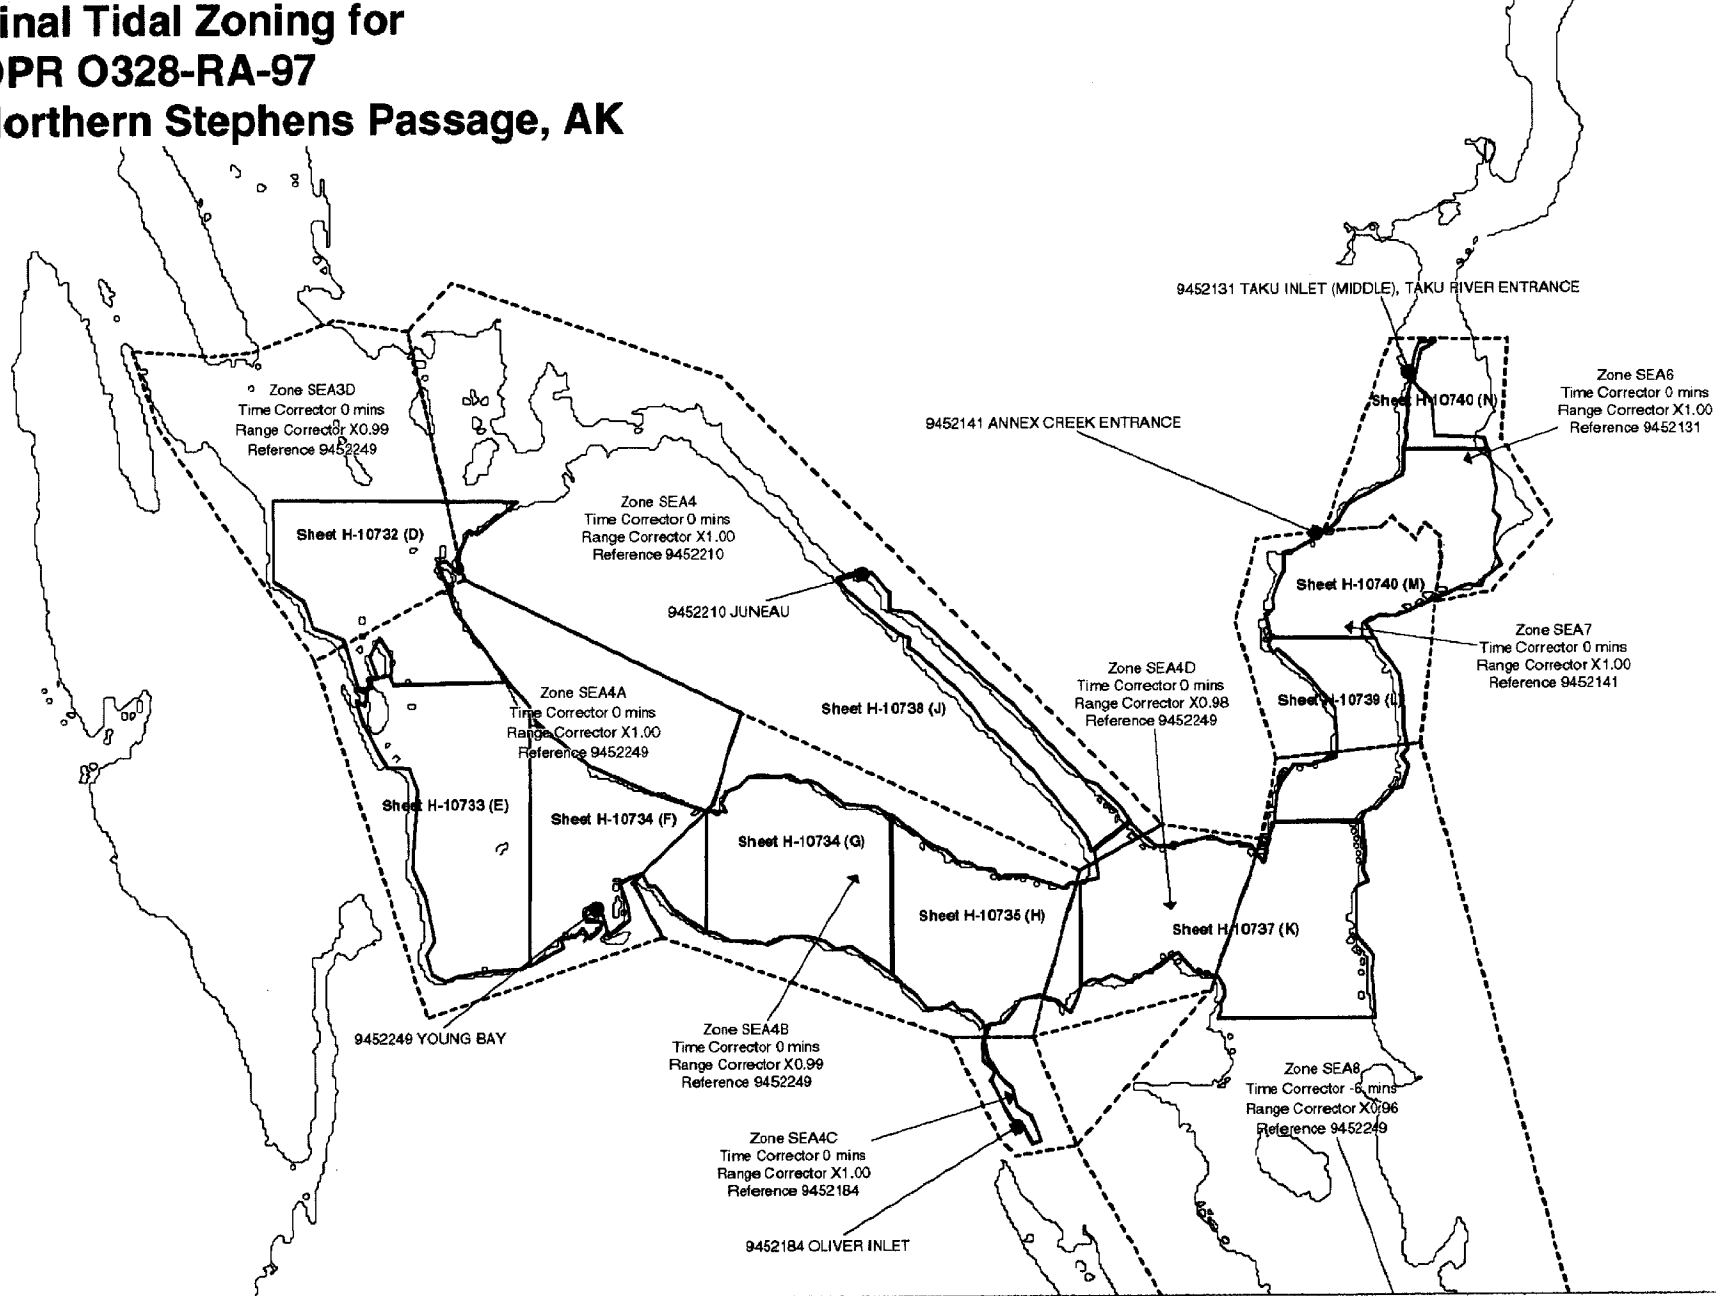 inal Tidal Zoning for
OPR O328-RA-97
Northern Stephens Passage, AK
9452131 TAKU INLET (MIDDLE), TAKU RIVER ENTRANCE
Zone SEA3D
Time Corrector 0 mins
Range Corrector X0.99
Reference 9452249
Zone SEA6
Time Corrector 0 mins
Range Corrector X1.00
Reference 9452131
Sheet H-10740 (N)
9452141 ANNEX CREEK ENTRANCE
Zone SEA4
Time Corrector 0 mins
Range Corrector X1.00
Reference 9452210
Sheet H-10732 (D)
Sheet H-10740 (M)
9452210 JUNEAU
Zone SEA7
Time Corrector 0 mins
Range Corrector X1.00
Reference 9452141
Zone SEA4D
Time Corrector 0 mins
Range Corrector X0.98
Reference 9452249
Zone SEA4A
Time Corrector 0 mins
Range Corrector X1.00
Reference 9452249
Sheet H-10738 (J)
Sheet H-10739 (L)
Sheet H-10733 (E)
Sheet H-10734 (F)
Sheet H-10734 (G)
Sheet H-10735 (H)
Sheet H-10737 (K)
9452249 YOUNG BAY
Zone SEA4B
Time Corrector 0 mins
Range Corrector X0.99
Reference 9452249
Zone SEA8
Time Corrector -6 mins
Range Corrector X0.96
Reference 9452249
Zone SEA4C
Time Corrector 0 mins
Range Corrector X1.00
Reference 9452184
9452184 OLIVER INLET